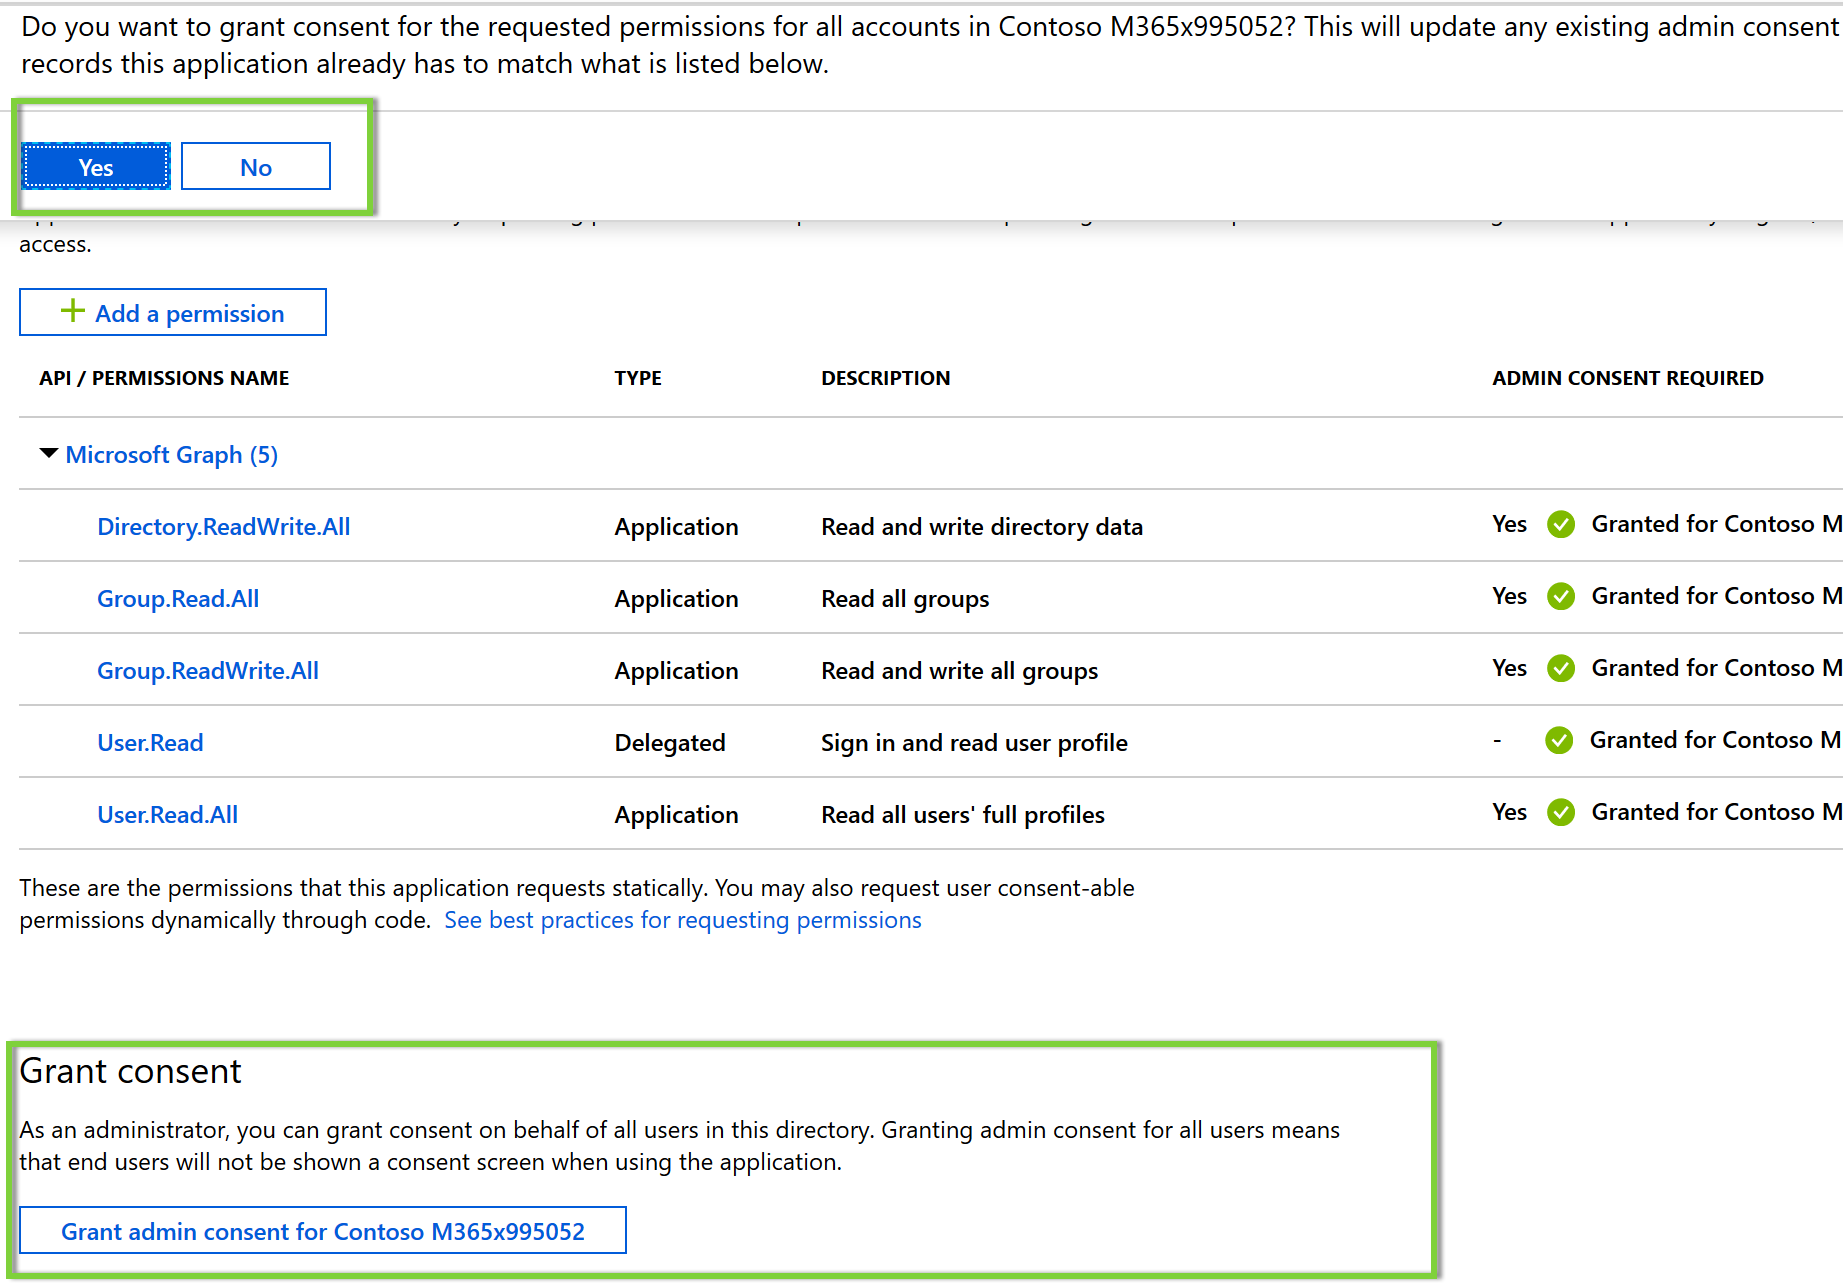 Do you want to grant consent for the requested permissions for all accounts in Contoso M365x995052? This will update any existing admin consent
records this application already has to match what is listed below.
Yes No
access.
Add a permission
API / PERMISSIONS NAME TYPE DESCRIPTION ADMIN CONSENT REQUIRED
Microsoft Graph (5)
Directory.ReadWrite.All Application Read and write directory data Yes Granted for Contoso M
Group.Read.All Application Read all groups Yes Granted for Contoso M
Group.ReadWrite.All Application Read and write all groups Yes Granted for Contoso M
User.Read Delegated Sign in and read user profile - Granted for Contoso M
User.Read.All Application Read all users' full profiles Yes Granted for Contoso M
These are the permissions that this application requests statically. You may also request user consent-able
permissions dynamically through code. See best practices for requesting permissions
Grant consent
As an administrator, you can grant consent on behalf of all users in this directory. Granting admin consent for all users means
that end users will not be shown a consent screen when using the application.
Grant admin consent for Contoso M365x995052